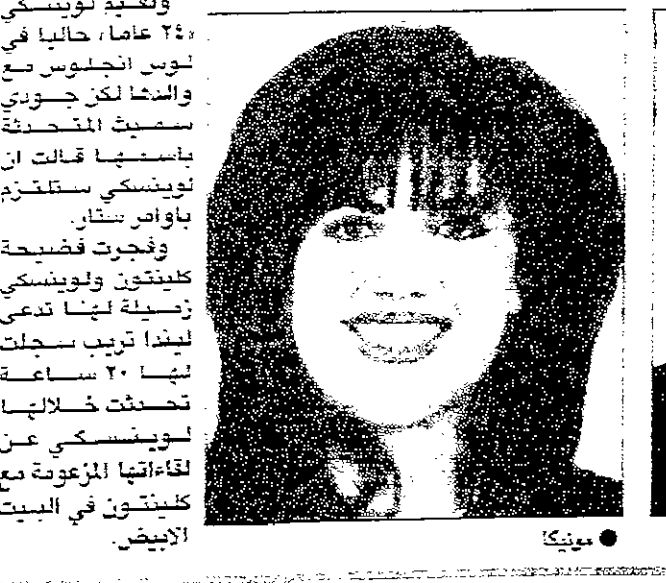 وتقيم لوينسكي
«٢٤ عاما» حاليا في
لوس انجلوس مع
والدها لكن جودي
سميث المتحدثة
باسمها قالت ان
لوينسكي ستلتزم
باوامر ستار.
وفجرت فضيحة
كلينتون ولوينسكي
زميلة لها تدعى
ليندا تريب سجلت
لها ٢٠ ساعة
تحدثت خلالها
لوينسكي عن
لقاءاتها المزعومة مع
كلينتون في البيت
الابيض.
● مونيكا